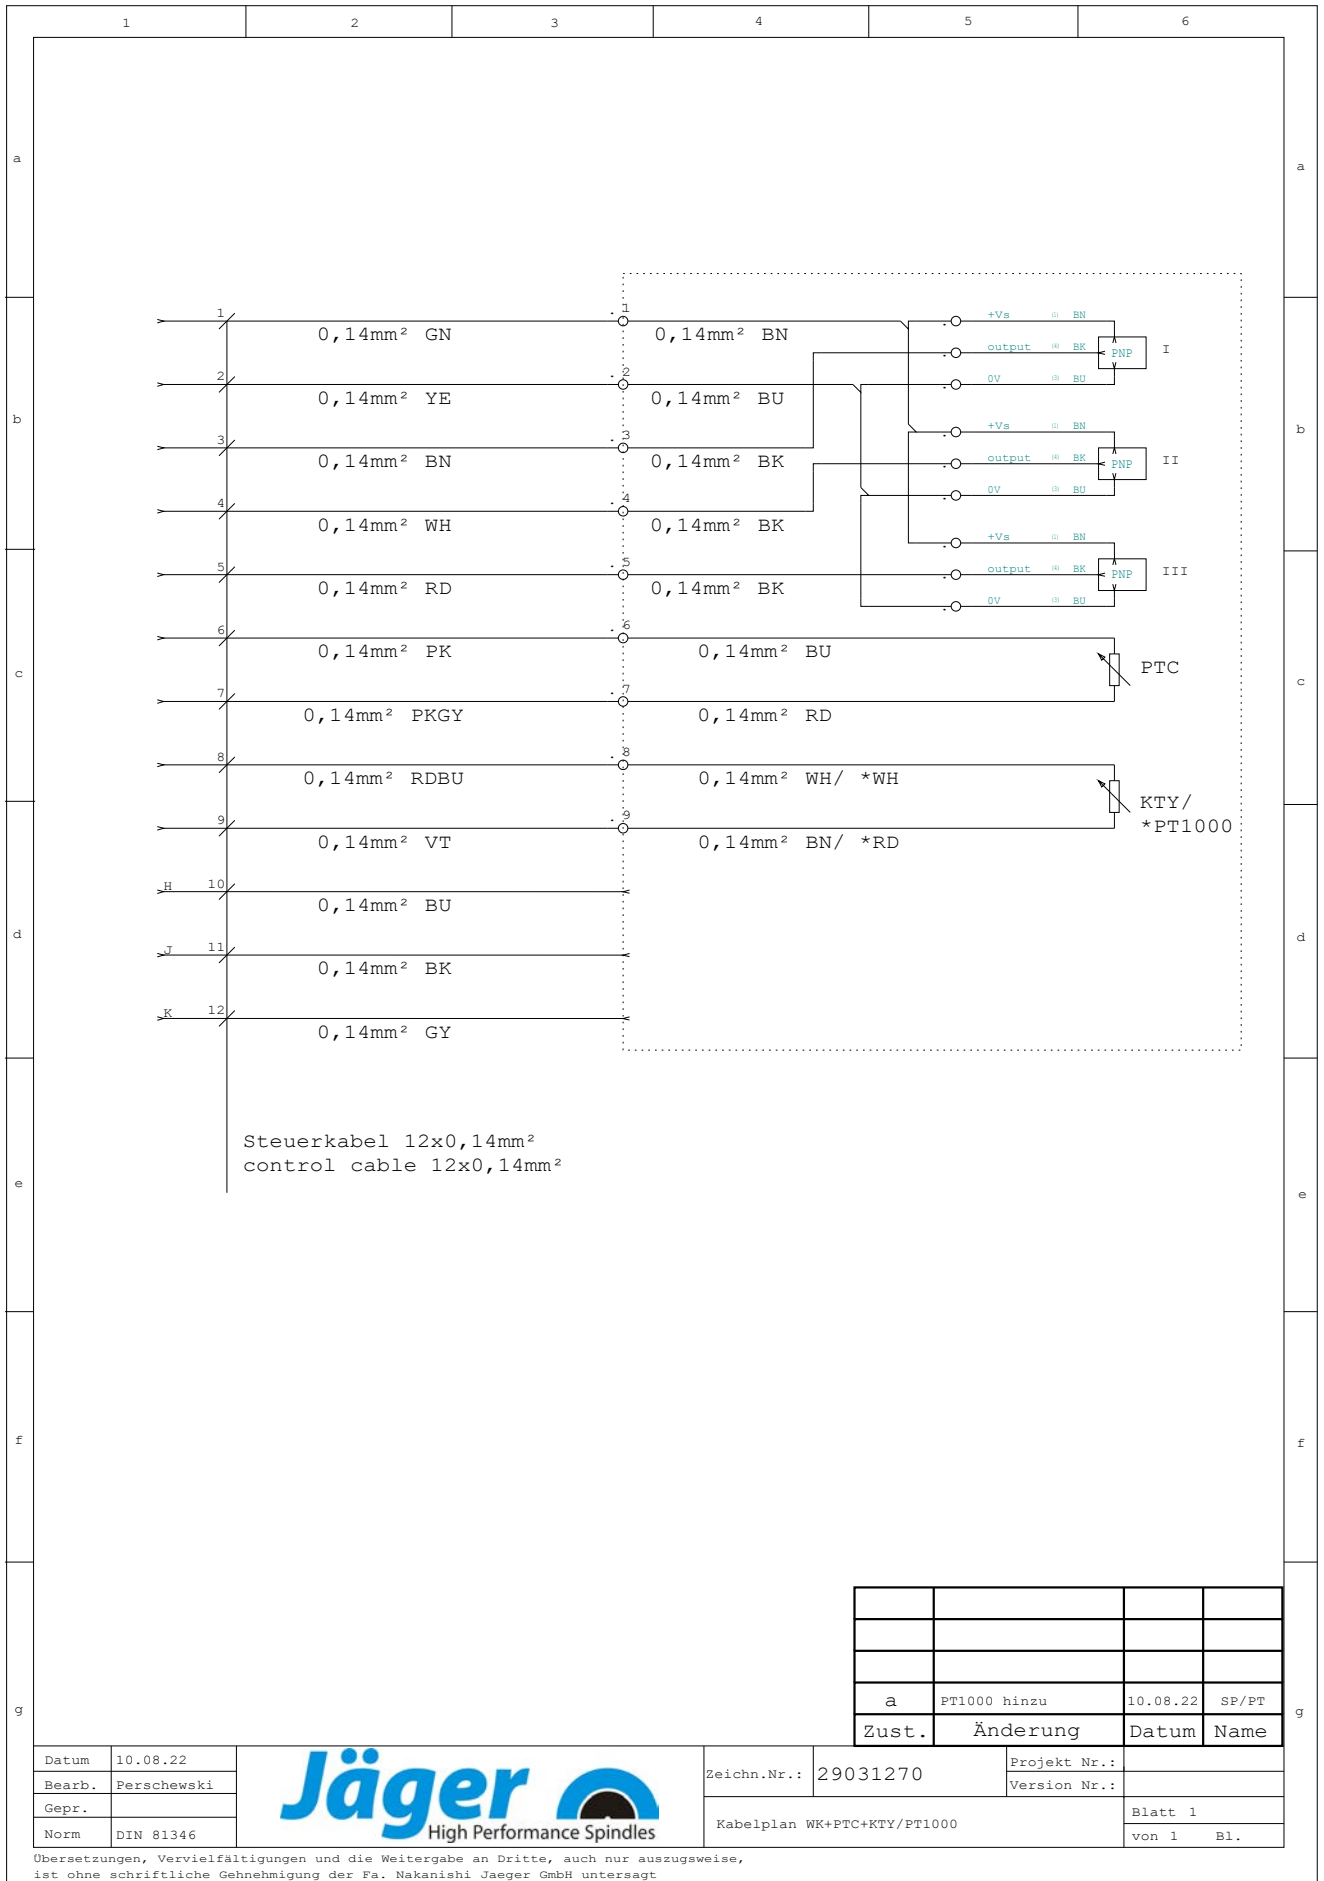 1 2 3 4 5 6
a a
1 0,14mm² GN 1 0,14mm² BN
+Vs (1) BN
output (4) BK PNP I
0V (3) BU
2 0,14mm² YE 2 0,14mm² BU
b b
+Vs (1) BN
3 0,14mm² BN 3 0,14mm² BK
output (4) BK PNP II
0V (3) BU
4 0,14mm² WH 4 0,14mm² BK
+Vs (1) BN
5 0,14mm² RD 5 0,14mm² BK
output (4) BK PNP III
0V (3) BU
6 0,14mm² PK 6 0,14mm² BU
c PTC c
7 0,14mm² PKGY 7 0,14mm² RD
8 0,14mm² RDBU 8 0,14mm² WH/ *WH
KTY/
*PT1000
9 0,14mm² VT 9 0,14mm² BN/ *RD
H 10 0,14mm² BU
d d
J 11 0,14mm² BK
K 12 0,14mm² GY
Steuerkabel 12x0,14mm²
control cable 12x0,14mm²
e e
f f
g g
a PT1000 hinzu 10.08.22 SP/PT
Zust. Änderung Datum Name
Datum 10.08.22
Bearb. Perschewski
Gepr.
Norm DIN 81346
Jäger
High Performance Spindles
Zeichn.Nr.: 29031270
Projekt Nr.:
Version Nr.:
Kabelplan WK+PTC+KTY/PT1000
Blatt 1
von 1 Bl.
Übersetzungen, Vervielfältigungen und die Weitergabe an Dritte, auch nur auszugsweise,
ist ohne schriftliche Gehnehmigung der Fa. Nakanishi Jaeger GmbH untersagt